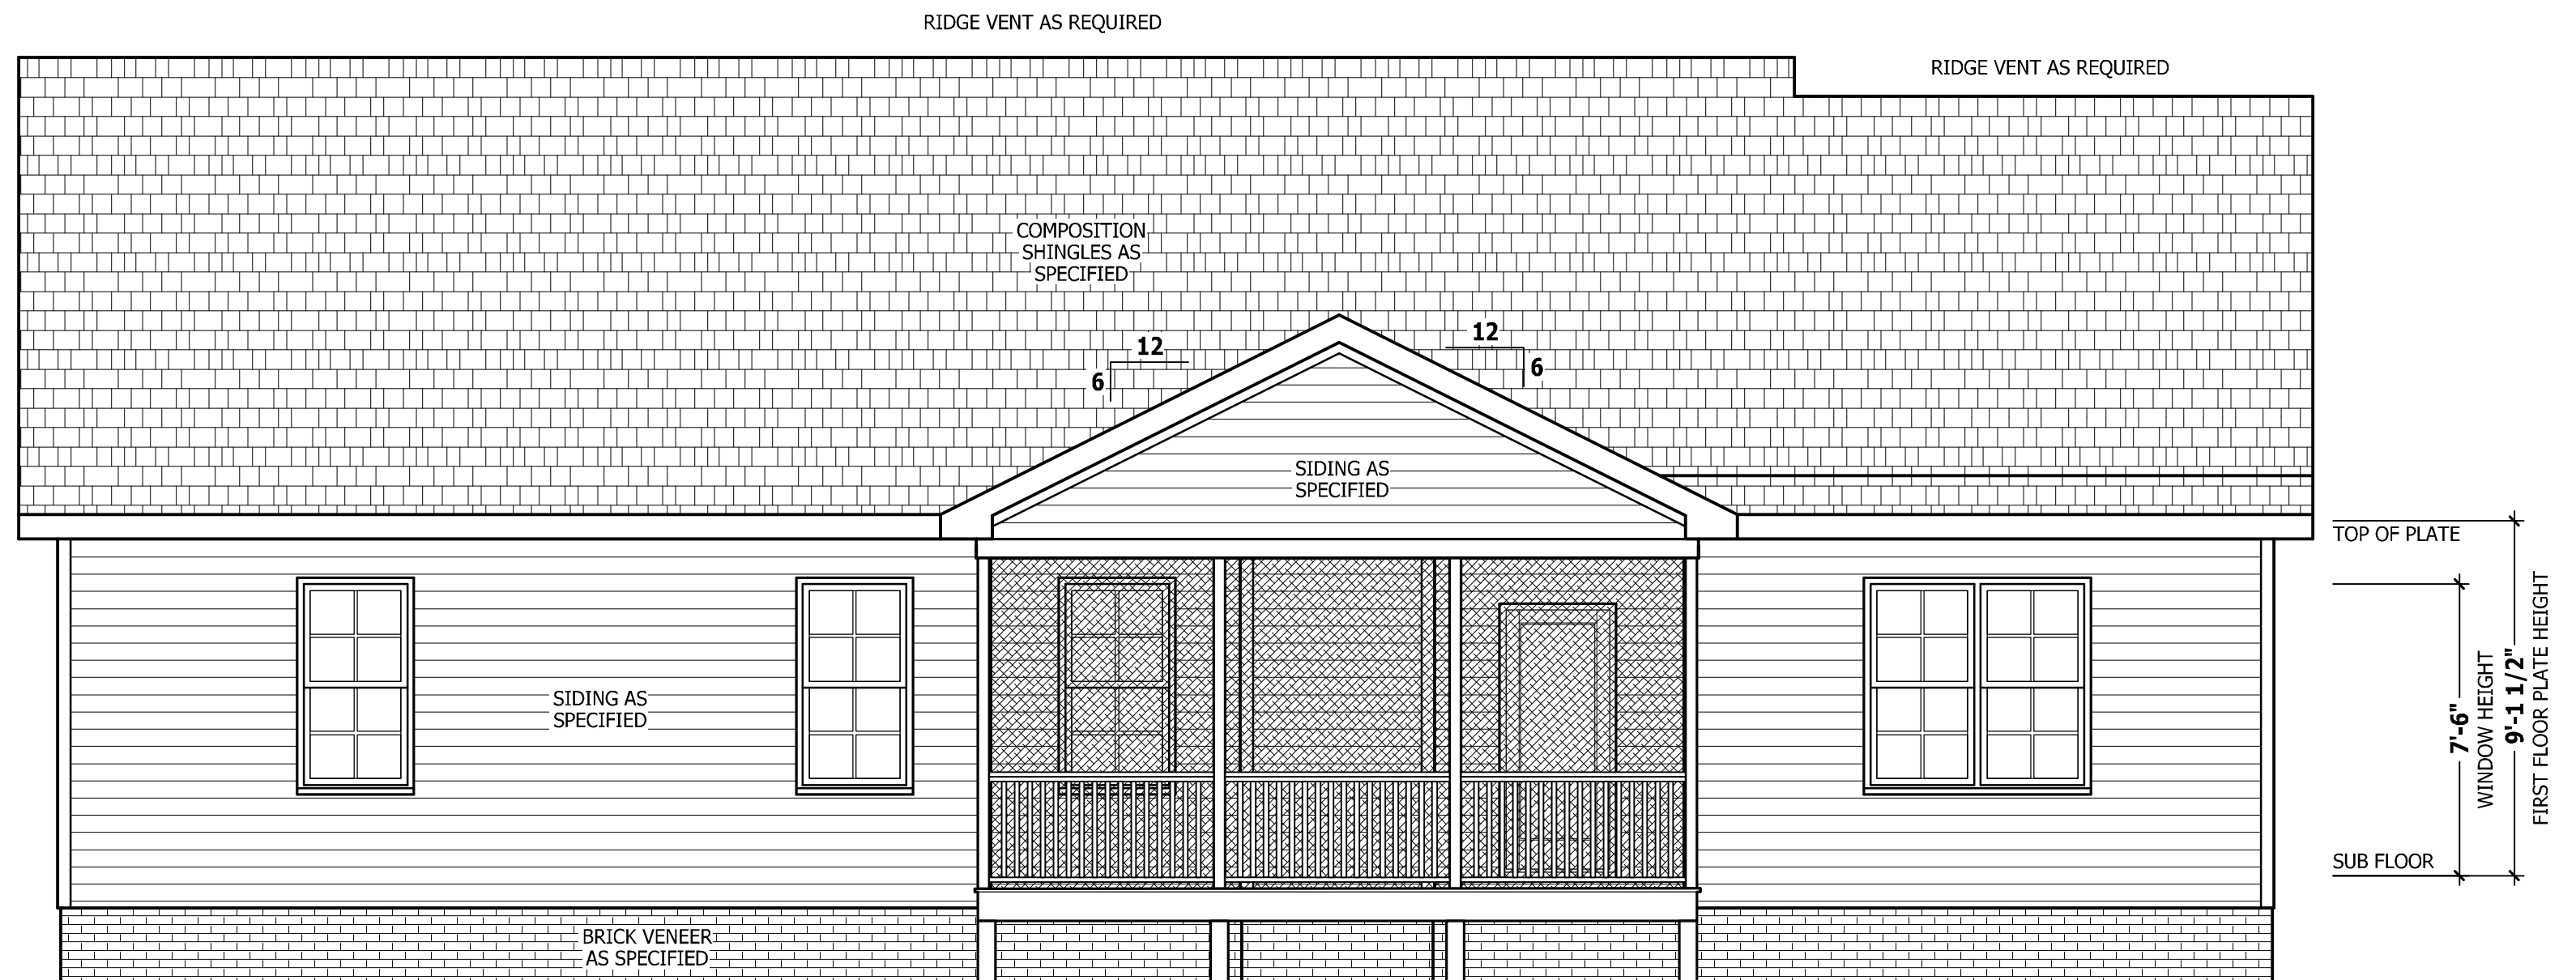 RIDGE VENT AS REQUIRED
RIDGE VENT AS REQUIRED
COMPOSITION
SHINGLES AS
SPECIFIED
12
6
12
6
SIDING AS
SPECIFIED
SIDING AS
SPECIFIED
BRICK VENEER
AS SPECIFIED
TOP OF PLATE
SUB FLOOR
7'-6"
WINDOW HEIGHT
9'-1 1/2"
FIRST FLOOR PLATE HEIGHT